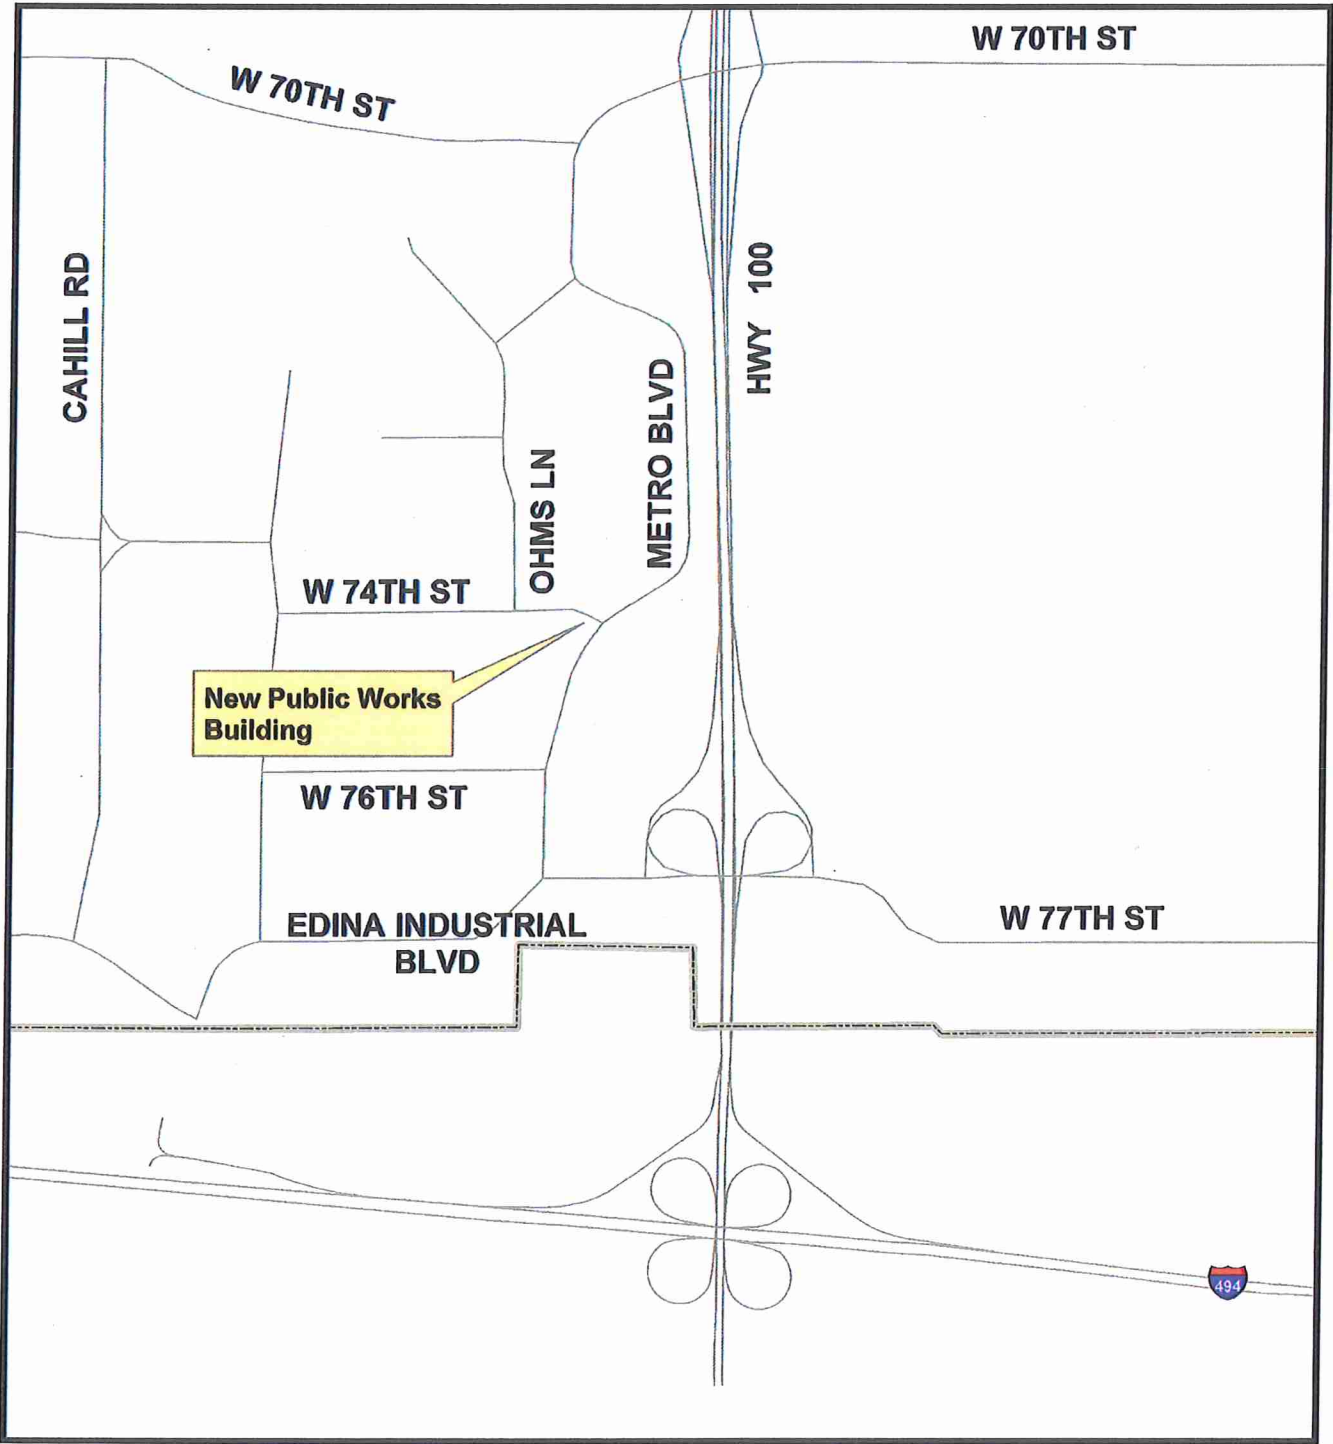 W 70TH ST
W 70TH ST
CAHILL RD
HWY 100
METRO BLVD
OHMS LN
W 74TH ST
New Public Works
Building
W 76TH ST
EDINA INDUSTRIAL
BLVD
W 77TH ST
494